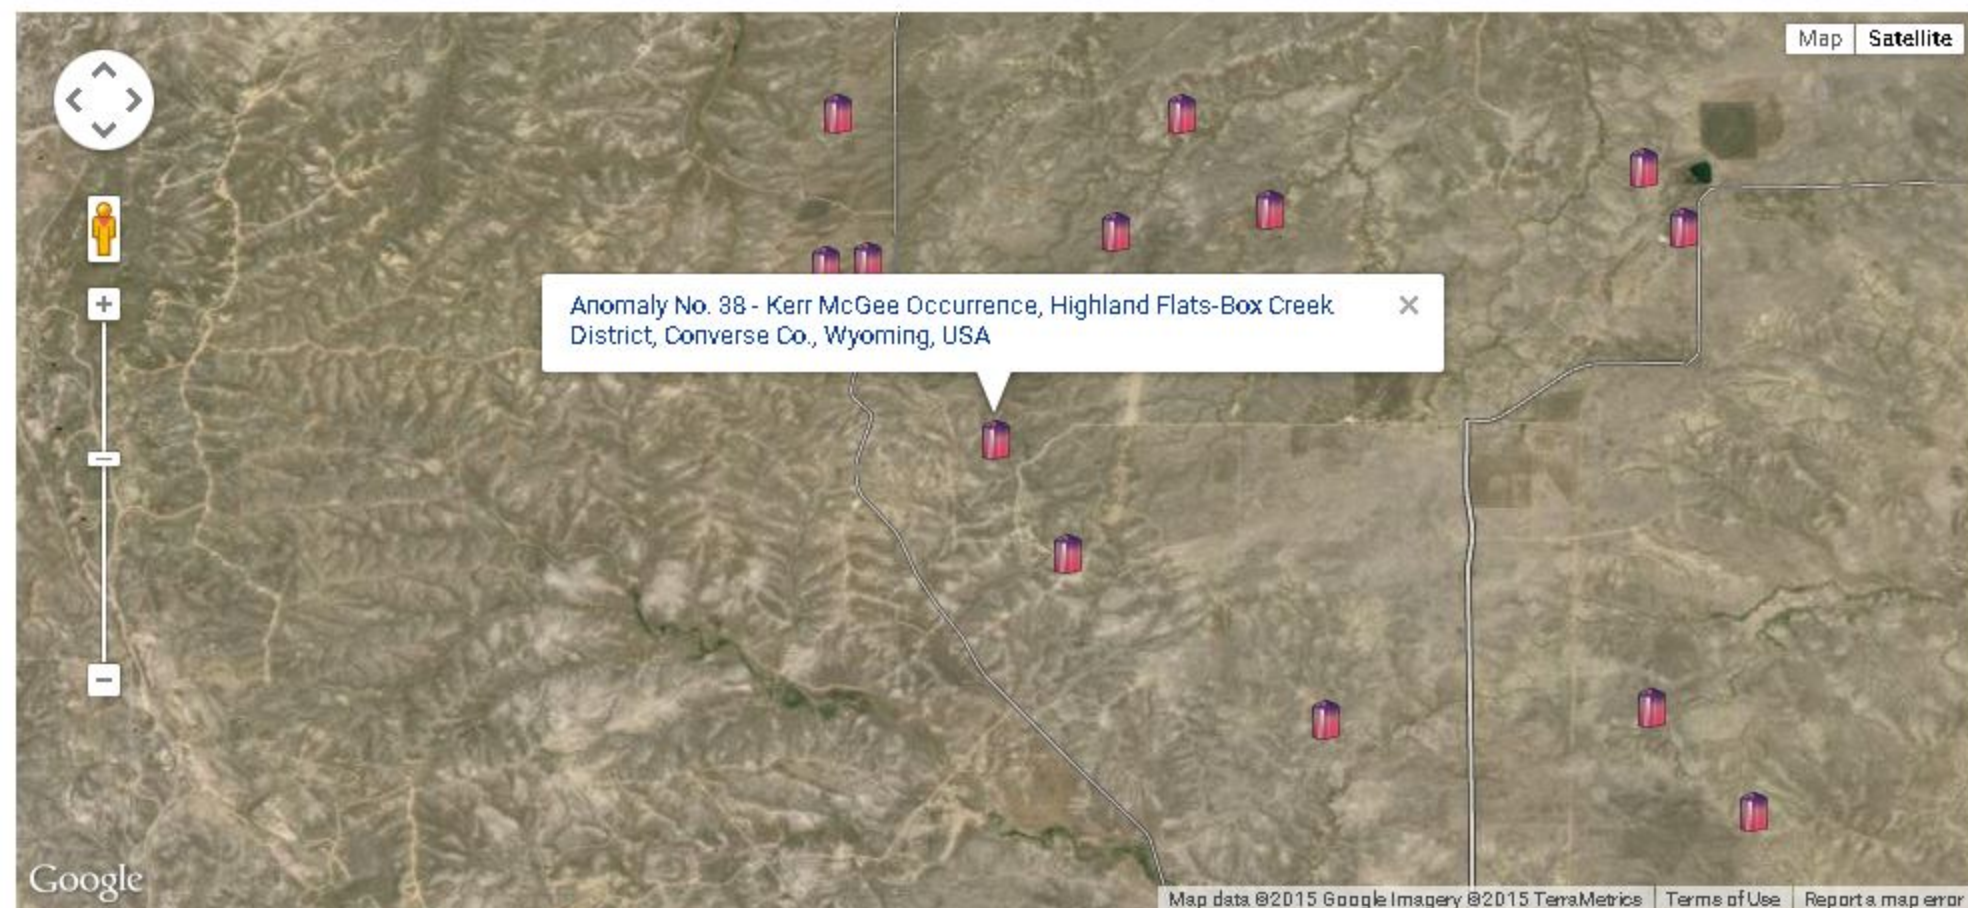 Map Satellite
Anomaly No. 38 - Kerr McGee Occurrence, Highland Flats-Box Creek
District, Converse Co., Wyoming, USA
Google
Map data ©2015 Google Imagery ©2015 TerraMetrics Terms of Use Report a map error